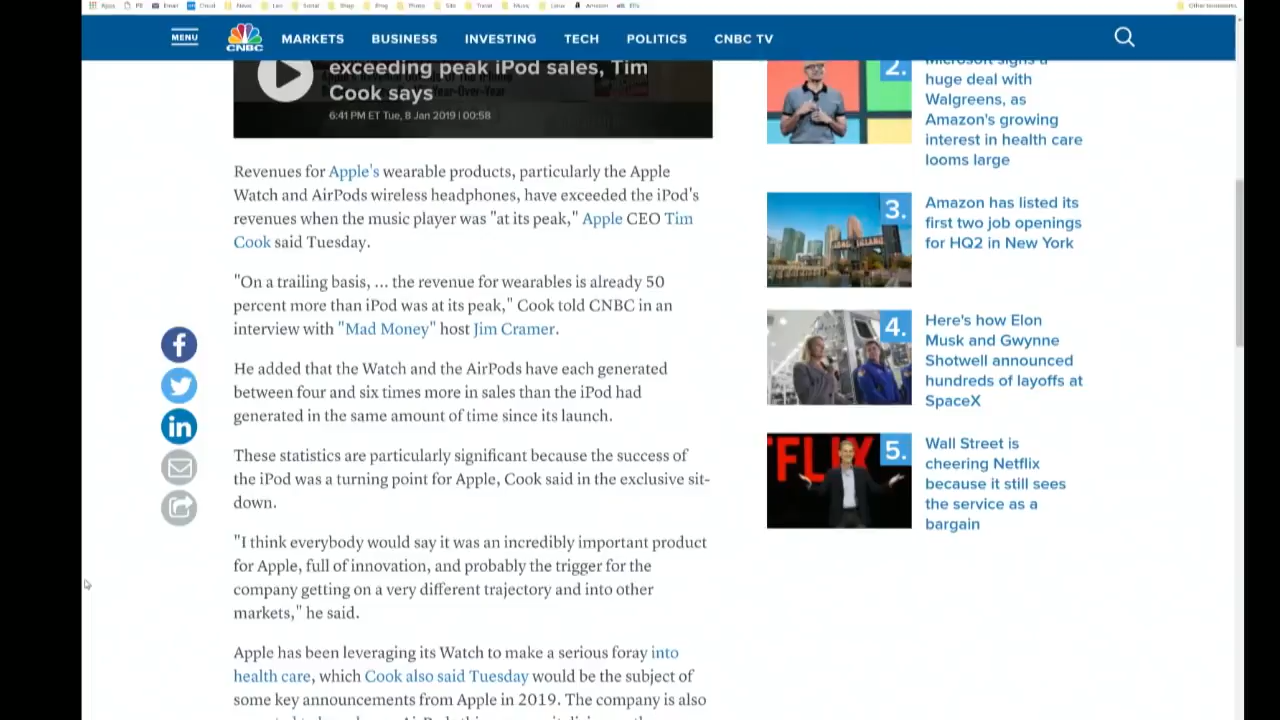 Apps
Email
News
Social
Shop
Blog
Photo
Travel
Music
Amazon
MENU
CNBC
MARKETS
BUSINESS
INVESTING
TECH
POLITICS
CNBC TV
exceeding peak iPod sales, Tim
Cook says
6:41 PM ET Tue, 8 Jan 2019 | 00:58
Revenues for Apple's wearable products, particularly the Apple
Watch and AirPods wireless headphones, have exceeded the iPod's
revenues when the music player was "at its peak," Apple CEO Tim
Cook said Tuesday.
"On a trailing basis, ... the revenue for wearables is already 50
percent more than iPod was at its peak," Cook told CNBC in an
interview with "Mad Money" host Jim Cramer.
He added that the Watch and the AirPods have each generated
between four and six times more in sales than the iPod had
generated in the same amount of time since its launch.
These statistics are particularly significant because the success of
the iPod was a turning point for Apple, Cook said in the exclusive sit-
down.
"I think everybody would say it was an incredibly important product
for Apple, full of innovation, and probably the trigger for the
company getting on a very different trajectory and into other
markets," he said.
Apple has been leveraging its Watch to make a serious foray into
health care, which Cook also said Tuesday would be the subject of
some key announcements from Apple in 2019. The company is also
2.
Microsoft signs a
huge deal with
Walgreens, as
Amazon's growing
interest in health care
looms large
3.
Amazon has listed its
first two job openings
for HQ2 in New York
4.
Here's how Elon
Musk and Gwynne
Shotwell announced
hundreds of layoffs at
SpaceX
5.
Wall Street is
cheering Netflix
because it still sees
the service as a
bargain